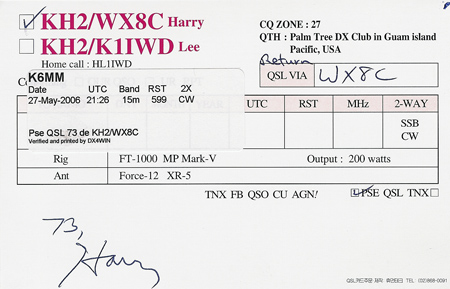 KH2/WX8C Harry
KH2/K1IWD Lee
Home call : HL1IWD
CQ ZONE : 27
QTH : Palm Tree DX Club in Guam island
Pacific, USA
Return
QSL VIA WX8C
K6MM
Date UTC Band RST 2X
27-May-2006 21:26 15m 599 CW
Pse QSL 73 de KH2/WX8C
Verified and printed by DX4WIN
UTC RST MHz 2-WAY
SSB
CW
Rig FT-1000 MP Mark-V Output : 200 watts
Ant Force-12 XR-5
TNX FB QSO CU AGN! PSE QSL TNX
73,
Harry